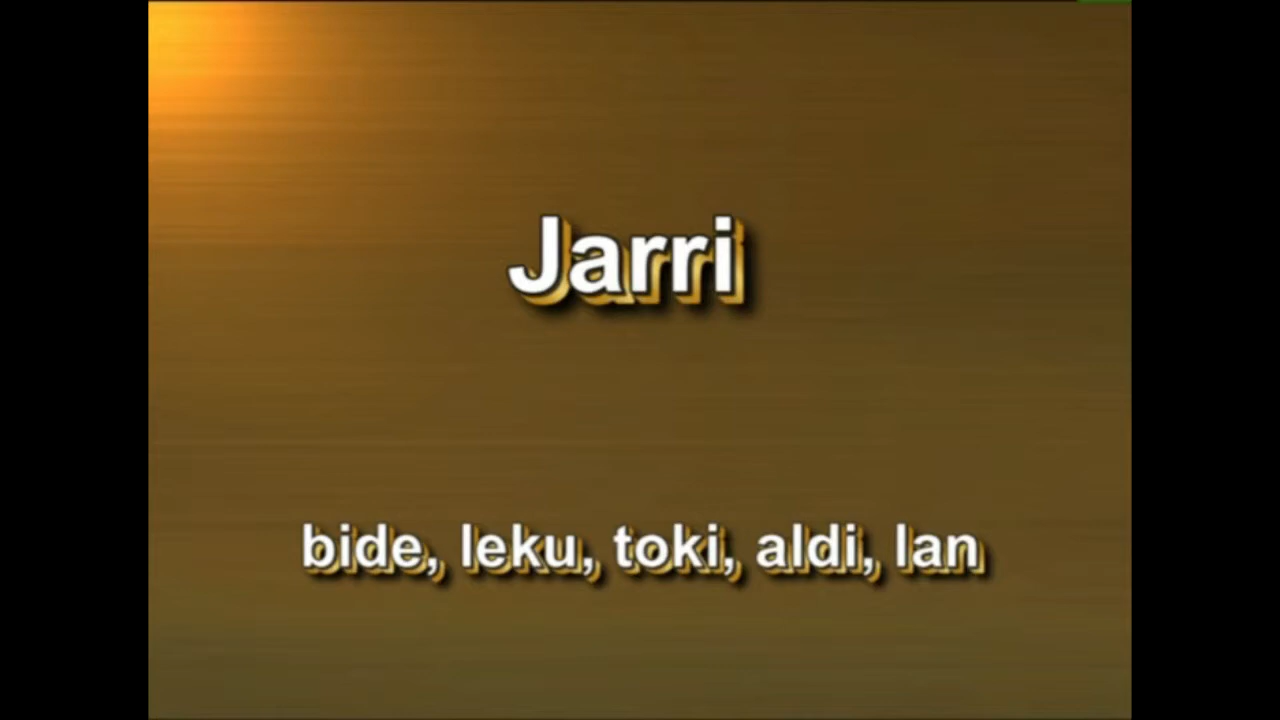 Jarri
bide, leku, toki, aldi, lan